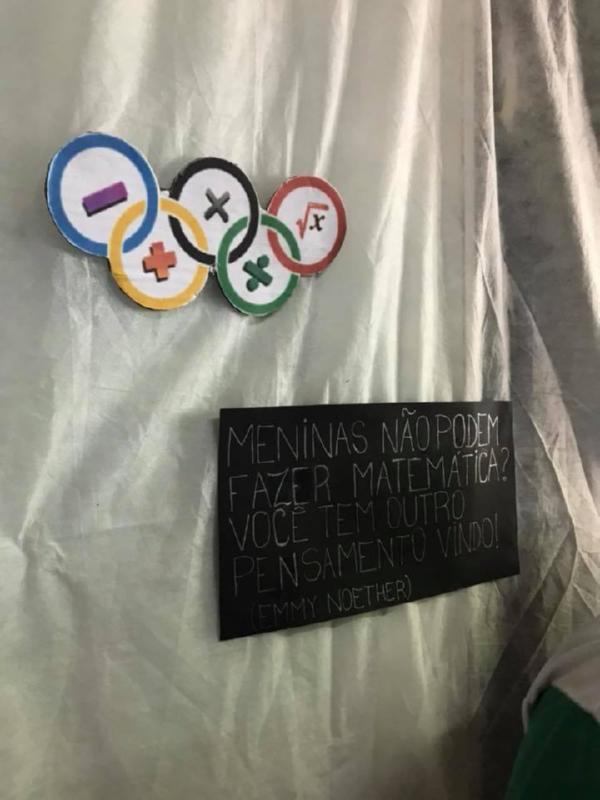 − × √x
+ ÷
MENINAS NÃO PODEM
FAZER MATEMÁTICA?
VOCÊ TEM OUTRO
PENSAMENTO VINDO!
(EMMY NOETHER)